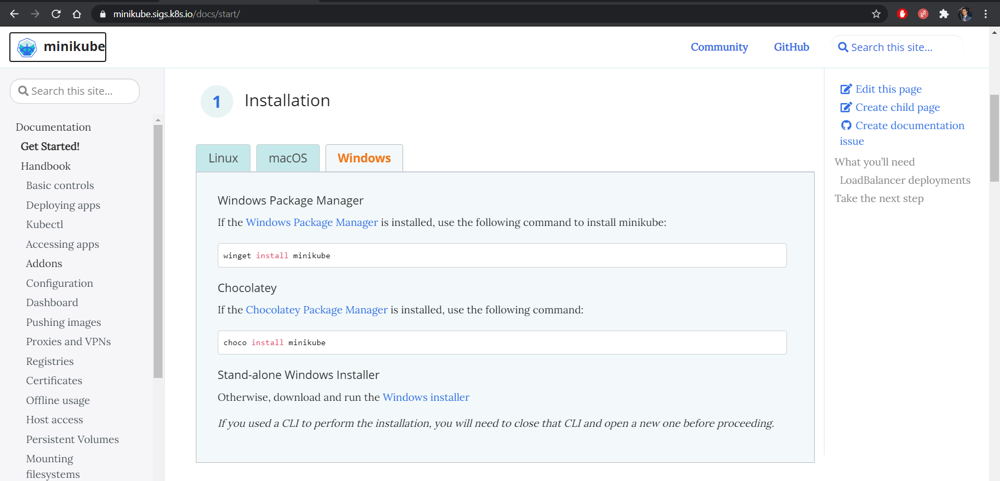 minikube.sigs.k8s.io/docs/start/
minikube
Community
GitHub
Search this site...
Search this site...
Documentation
Get Started!
Handbook
Basic controls
Deploying apps
Kubectl
Accessing apps
Addons
Configuration
Dashboard
Pushing images
Proxies and VPNs
Registries
Certificates
Offline usage
Host access
Persistent Volumes
Mounting
filesystems
1 Installation
Linux
macOS
Windows
Windows Package Manager
If the Windows Package Manager is installed, use the following command to install minikube:
winget install minikube
Chocolatey
If the Chocolatey Package Manager is installed, use the following command:
choco install minikube
Stand-alone Windows Installer
Otherwise, download and run the Windows installer
If you used a CLI to perform the installation, you will need to close that CLI and open a new one before proceeding.
Edit this page
Create child page
Create documentation
issue
What you’ll need
LoadBalancer deployments
Take the next step